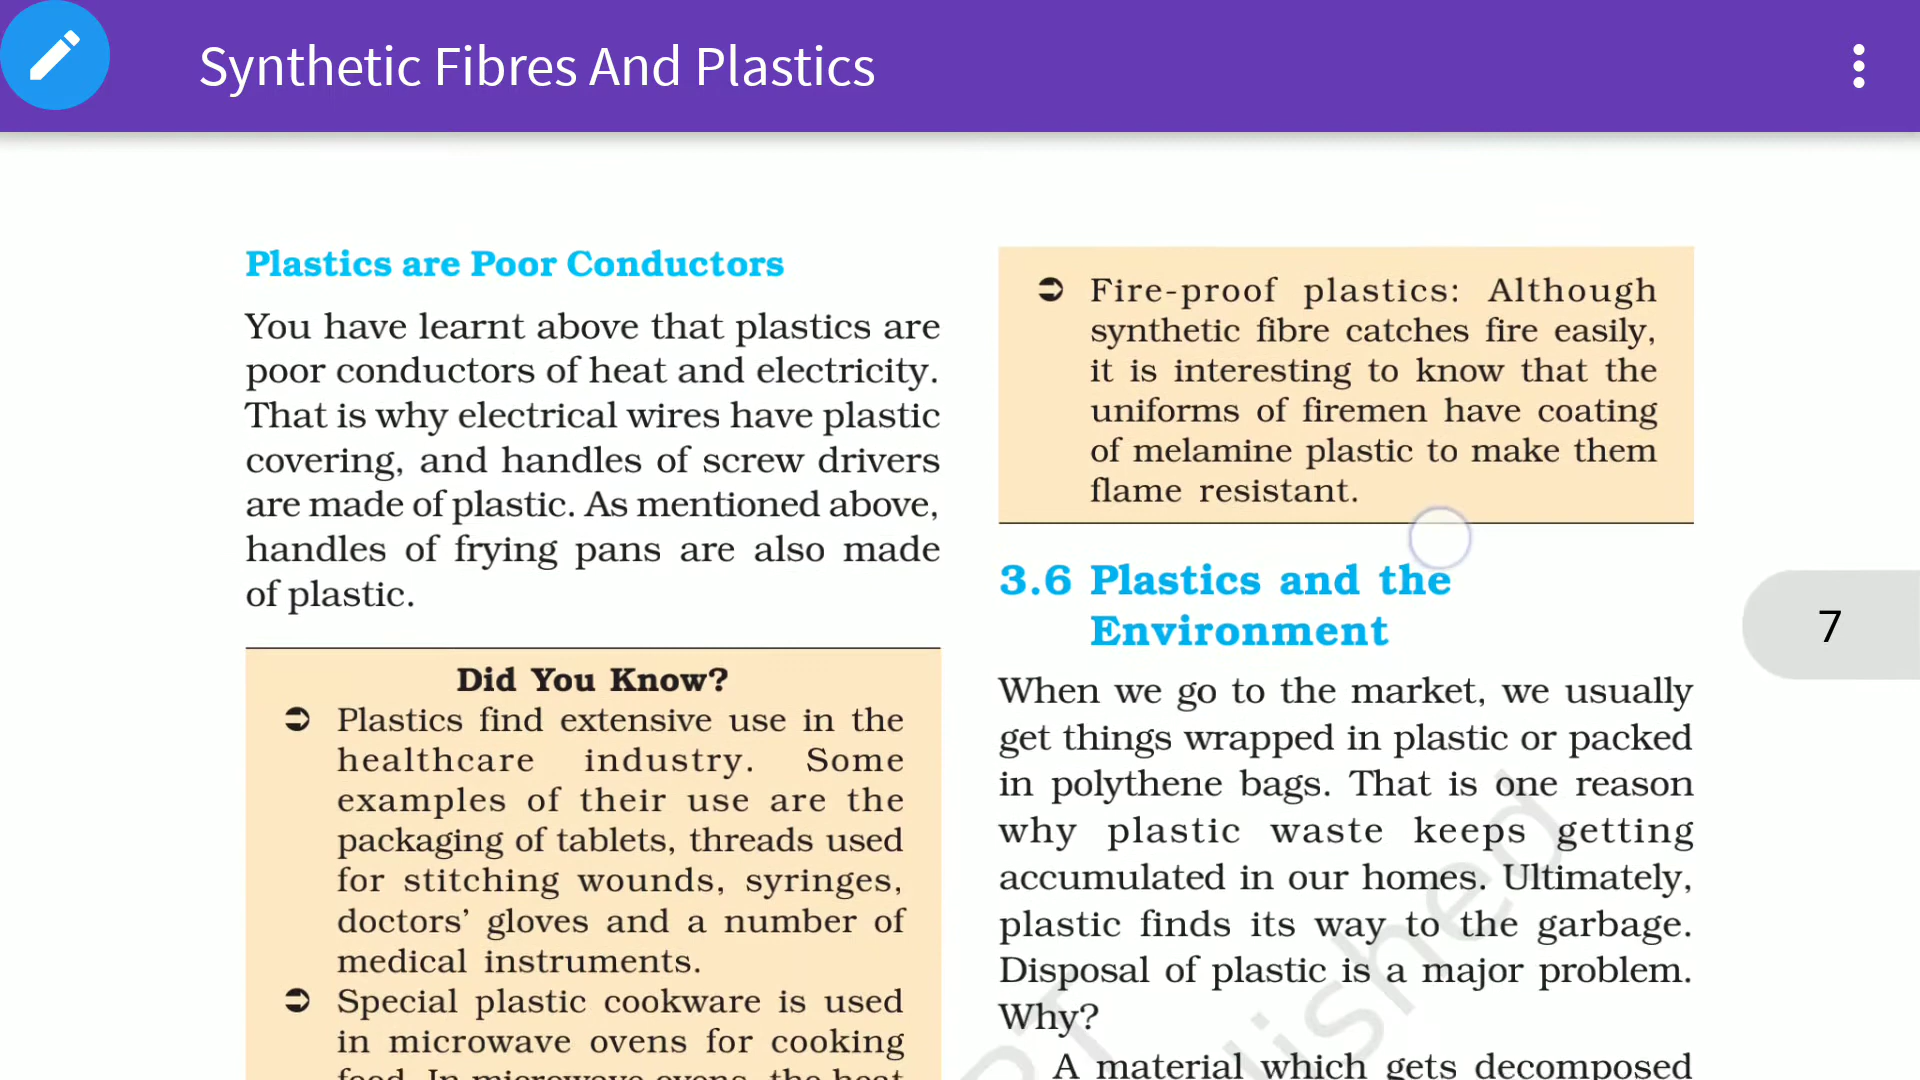 Synthetic Fibres And Plastics
Plastics are Poor Conductors
You have learnt above that plastics are
poor conductors of heat and electricity.
That is why electrical wires have plastic
covering, and handles of screw drivers
are made of plastic. As mentioned above,
handles of frying pans are also made
of plastic.
Did You Know?
➲ Plastics find extensive use in the
healthcare industry. Some
examples of their use are the
packaging of tablets, threads used
for stitching wounds, syringes,
doctors’ gloves and a number of
medical instruments.
➲ Special plastic cookware is used
in microwave ovens for cooking
food. In microwave ovens, the heat
➲ Fire-proof plastics: Although
synthetic fibre catches fire easily,
it is interesting to know that the
uniforms of firemen have coating
of melamine plastic to make them
flame resistant.
3.6 Plastics and the
Environment
When we go to the market, we usually
get things wrapped in plastic or packed
in polythene bags. That is one reason
why plastic waste keeps getting
accumulated in our homes. Ultimately,
plastic finds its way to the garbage.
Disposal of plastic is a major problem.
Why?
A material which gets decomposed
7